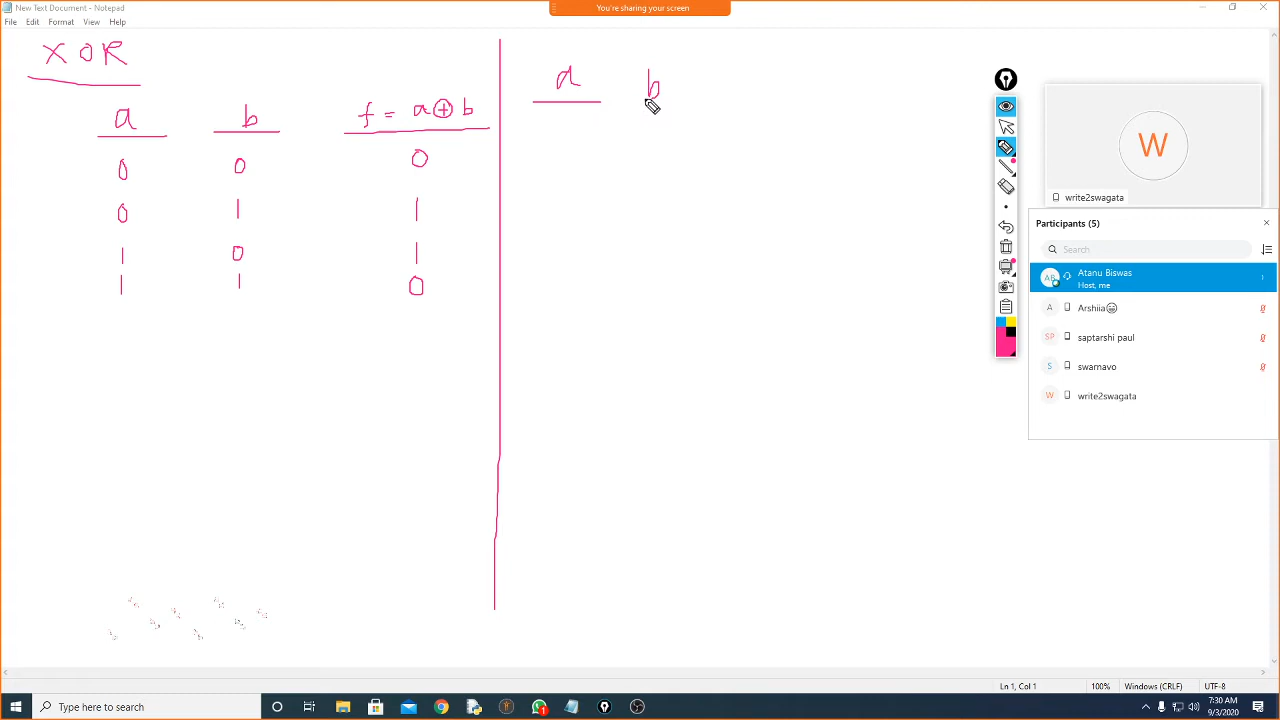 New Text Document - Notepad
You're sharing your screen
File Edit Format View Help
XOR
a b f = a ⊕ b
0 0 0
0 1 1
1 0 1
1 1 0
a b
W
write2swagata
Participants (5)
Search
AB Atanu Biswas
Host, me
A Arshiia😄
SP saptarshi paul
S swarnavo
W write2swagata
Ln 1, Col 1 100% Windows (CRLF) UTF-8
Type here to search
1
7:30 AM
9/3/2020